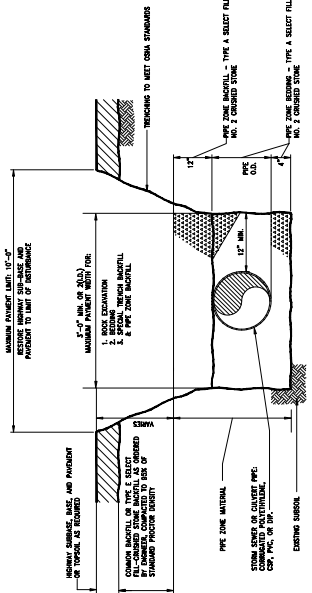 MAXIMUM PAYMENT LIMIT: 10'-0"
RESTORE HIGHWAY SUB-BASE AND
PAVEMENT TO LIMIT OF DISTURBANCE
HIGHWAY SUBBASE, BASE, AND PAVEMENT
OR TOPSOIL AS REQUIRED
3'-0" MIN. OR 2(I.D.)
MAXIMUM PAYMENT WIDTH FOR:
1. ROCK EXCAVATION
2. BEDDING
3. SPECIAL TRENCH BACKFILL
& PIPE ZONE BACKFILL
TRENCHING TO MEET OSHA STANDARDS
COMMON BACKFILL OR TYPE E SELECT
FILL-CRUSHED STONE BACKFILL AS ORDERED
BY ENGINEER, COMPACTED TO 95% OF
STANDARD PROCTOR DENSITY
VARIES
12"
PIPE ZONE BACKFILL - TYPE A SELECT FILL
NO. 2 CRUSHED STONE
PIPE ZONE MATERIAL
12" MIN.
PIPE
O.D.
STORM SEWER OR CULVERT PIPE:
CORRUGATED POLYETHYLENE,
CSP, PVC, OR DIP.
4"
PIPE ZONE BEDDING - TYPE A SELECT FILL
NO. 2 CRUSHED STONE
EXISTING SUBSOIL